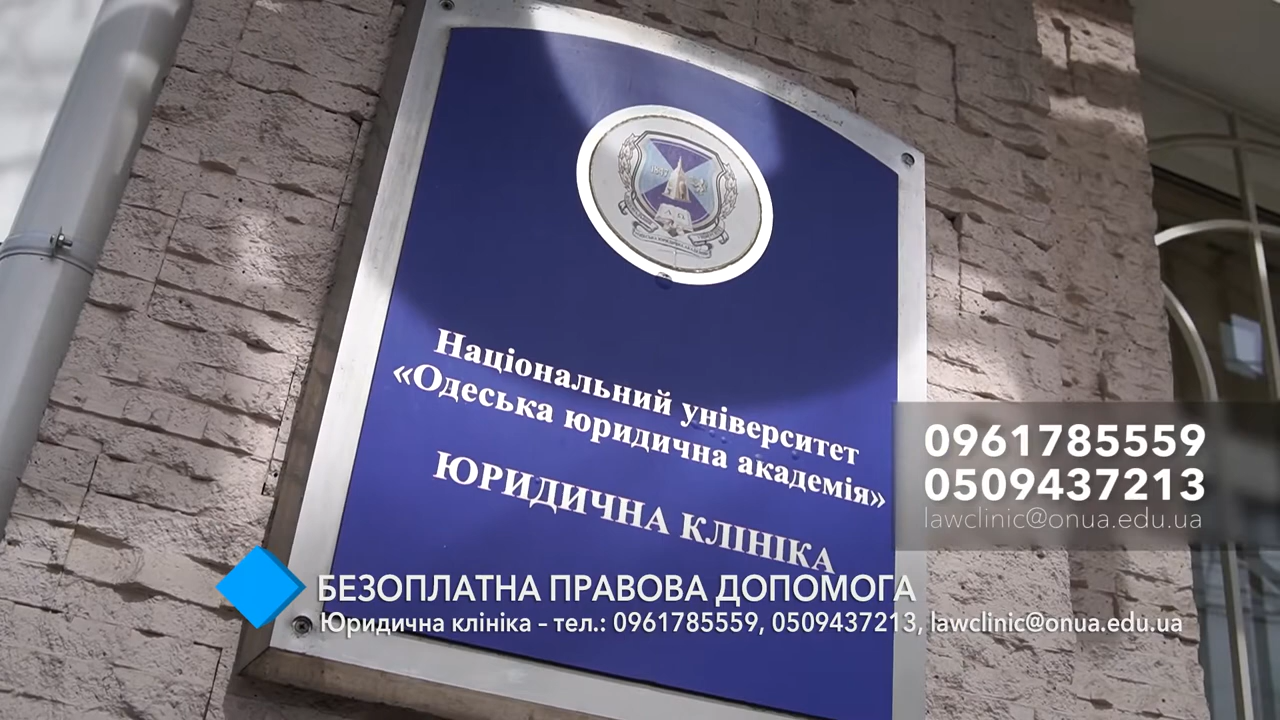 1847
Національний університет
«Одеська юридична академія»
ЮРИДИЧНА КЛІНІКА
0961785559
0509437213
lawclinic@onua.edu.ua
БЕЗОПЛАТНА ПРАВОВА ДОПОМОГА
Юридична клініка – тел.: 0961785559, 0509437213, lawclinic@onua.edu.ua